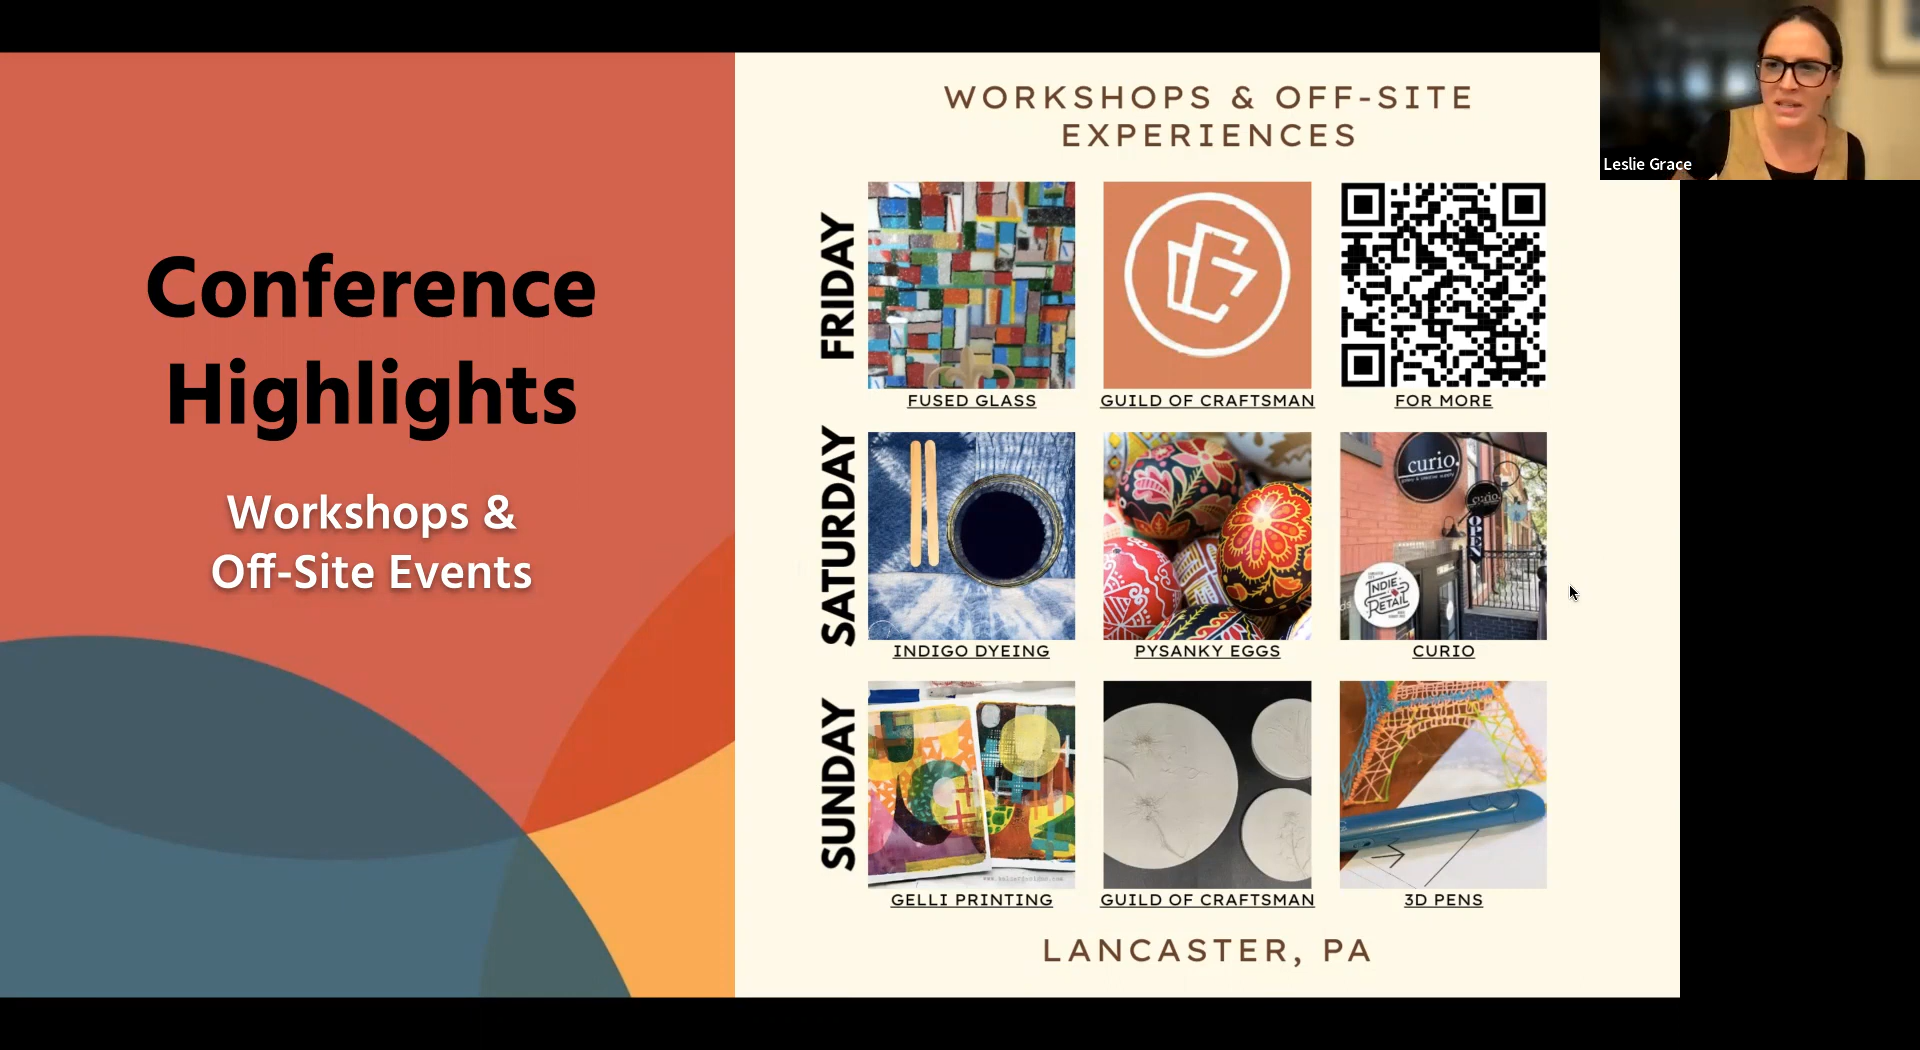 Conference
Highlights
Workshops &
Off-Site Events
WORKSHOPS & OFF-SITE
EXPERIENCES
FRIDAY
FUSED GLASS
GUILD OF CRAFTSMAN
FOR MORE
SATURDAY
curio.
curio.
OPEN
INDIE
RETAIL
INDIGO DYEING
PYSANKY EGGS
CURIO
SUNDAY
GELLI PRINTING
GUILD OF CRAFTSMAN
3D PENS
LANCASTER, PA
Leslie Grace